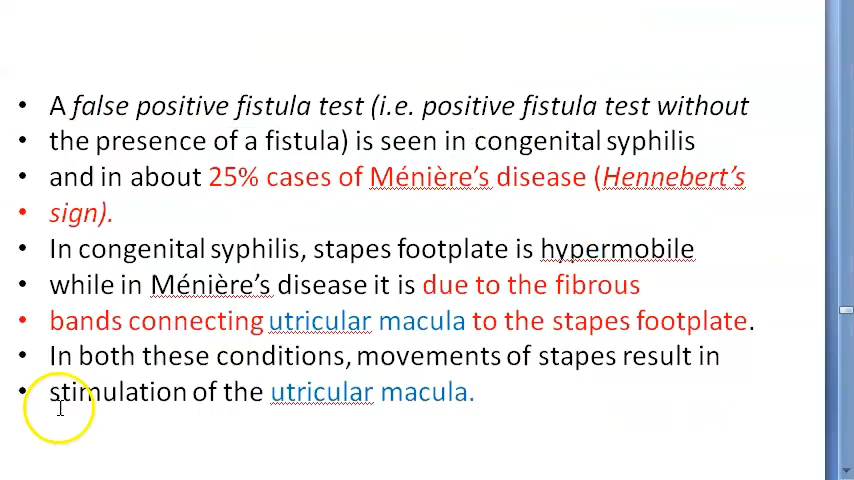 • A false positive fistula test (i.e. positive fistula test without
• the presence of a fistula) is seen in congenital syphilis
• and in about 25% cases of Ménière’s disease (Hennebert’s
• sign).
• In congenital syphilis, stapes footplate is hypermobile
• while in Ménière’s disease it is due to the fibrous
• bands connecting utricular macula to the stapes footplate.
• In both these conditions, movements of stapes result in
• stimulation of the utricular macula.